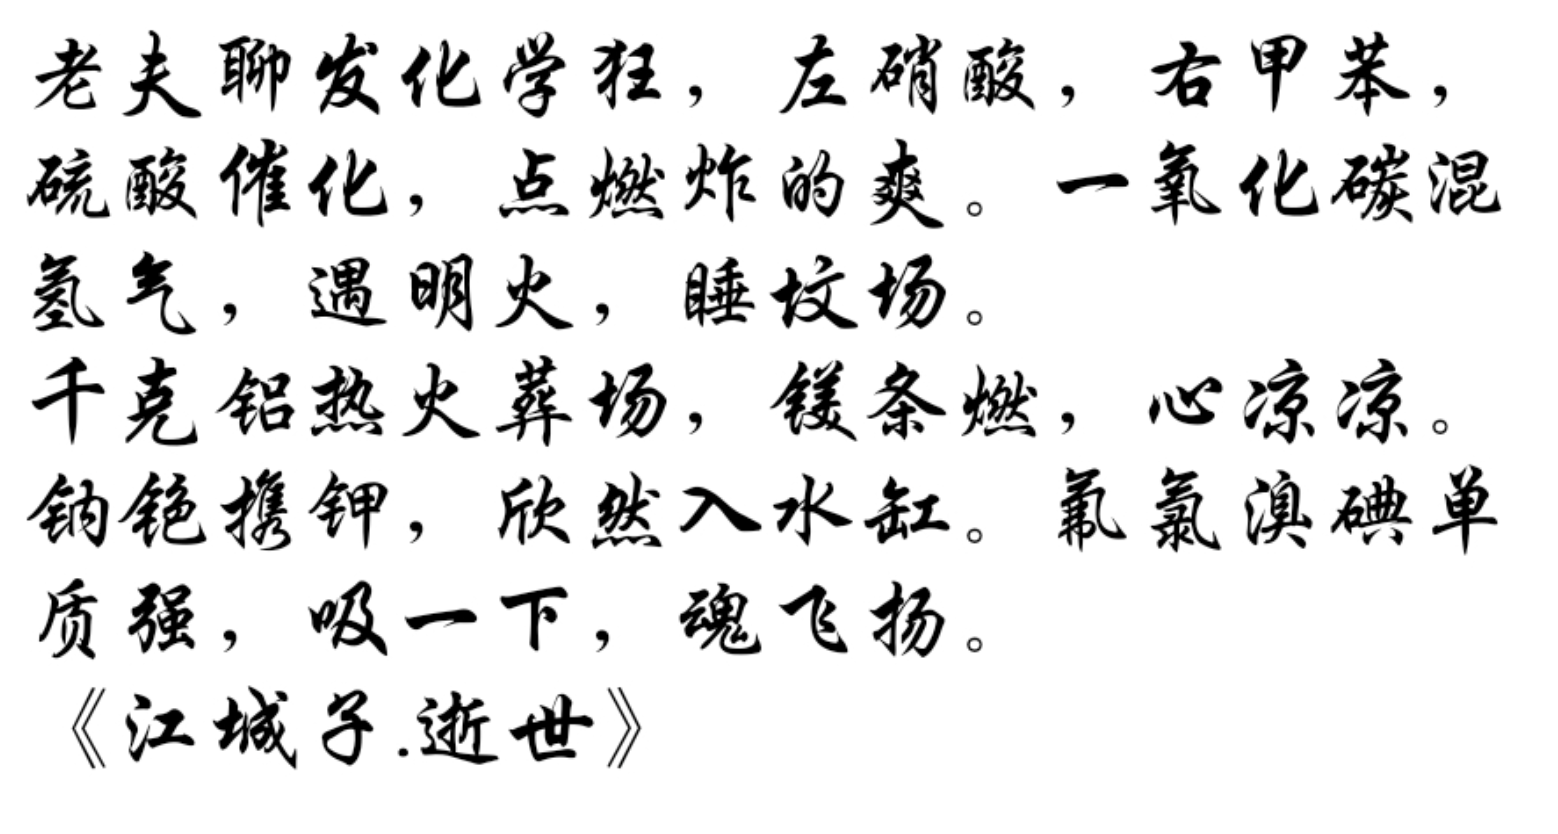 老夫聊发化学狂，左硝酸，右甲苯，
硫酸催化，点燃炸的爽。一氧化碳混
氢气，遇明火，睡坟场。
千克铝热火葬场，镁条燃，心凉凉。
钠铯携钾，欣然入水缸。氟氯溴碘单
质强，吸一下，魂飞扬。
《江城子.逝世》